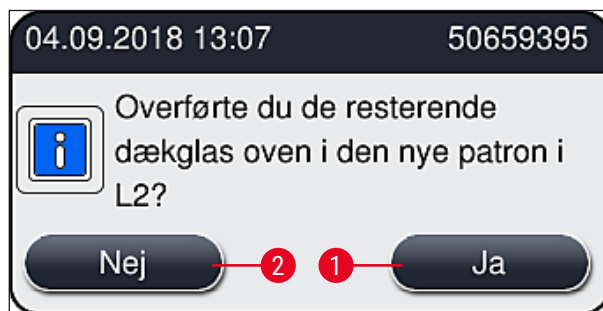 04.09.2018 13:07 50659395
Overførte du de resterende
dækglas oven i den nye patron i
L2?
Nej 2 1 Ja